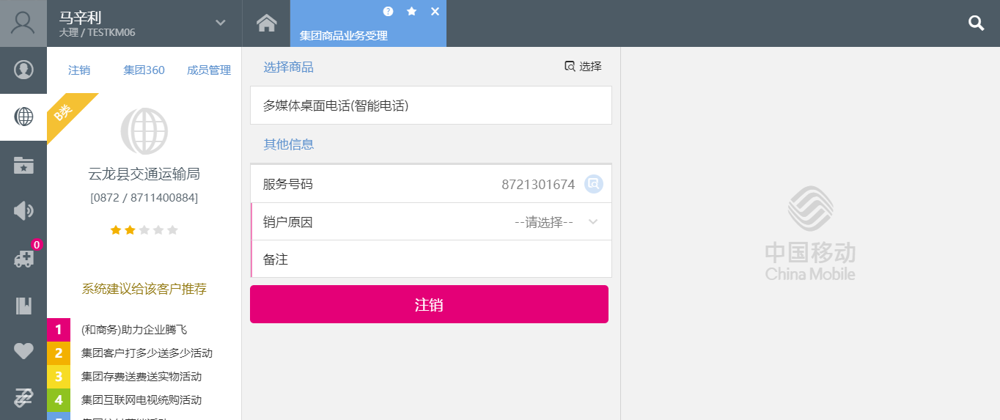 马辛利
大理 / TESTKM06
集团商品业务受理
注销
集团360
成员管理
B类
云龙县交通运输局
[0872 / 8711400884]
0
系统建议给该客户推荐
1 (和商务)助力企业腾飞
2 集团客户打多少送多少活动
3 集团存费送费送实物活动
4 集团互联网电视统购活动
选择商品
选择
多媒体桌面电话(智能电话)
其他信息
服务号码 8721301674
销户原因 --请选择--
备注
注销
中国移动
China Mobile